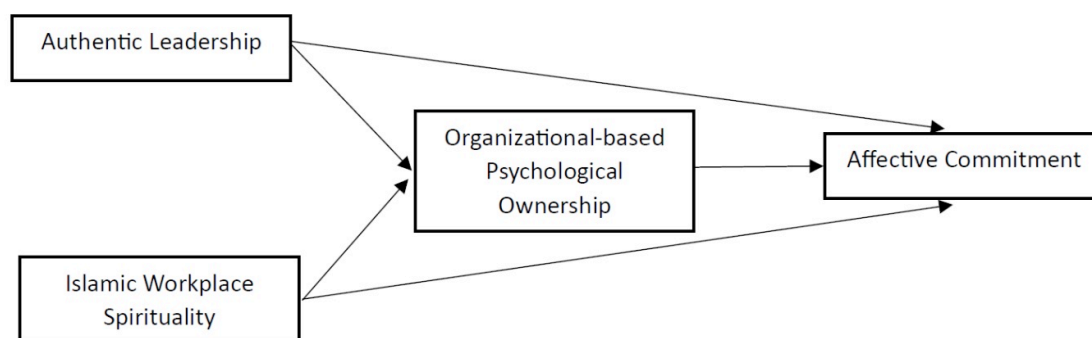 Authentic Leadership
Organizational-based
Psychological
Ownership
Affective Commitment
Islamic Workplace
Spirituality